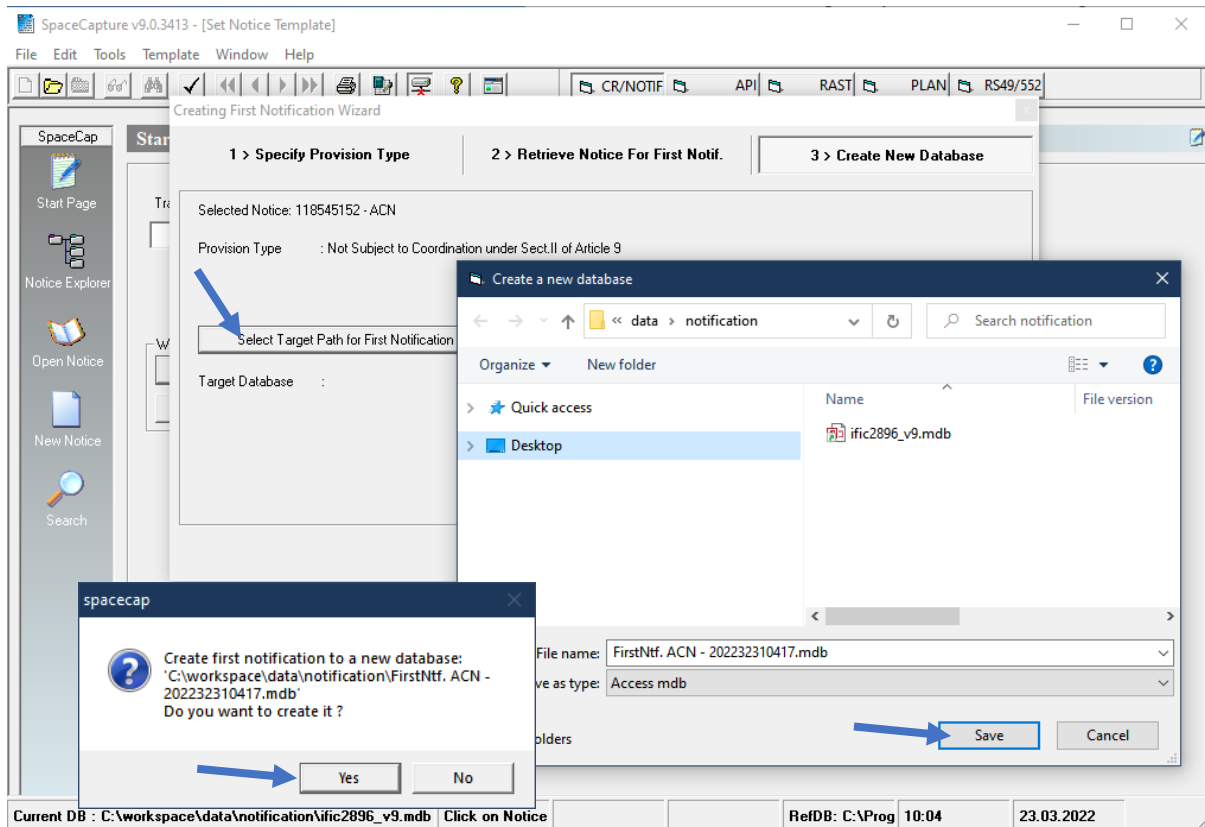 SpaceCapture v9.0.3413 - [Set Notice Template]
File Edit Tools Template Window Help
CR/NOTIF API RAST PLAN RS49/552
Creating First Notification Wizard
SpaceCap
1 > Specify Provision Type 2 > Retrieve Notice For First Notif. 3 > Create New Database
Start Page
Selected Notice: 118545152 - ACN
Provision Type : Not Subject to Coordination under Sect.II of Article 9
Notice Explorer
Create a new database
« data > notification
Search notification
Select Target Path for First Notification
Open Notice
Organize New folder
Target Database :
Name File version
Quick access
ific2896_v9.mdb
New Notice
Desktop
Search
spacecap
Create first notification to a new database:
'C:\workspace\data\notification\FirstNtf. ACN -
202232310417.mdb'
Do you want to create it ?
Yes No
File name: FirstNtf. ACN - 202232310417.mdb
ve as type: Access mdb
olders
Save Cancel
Current DB : C:\workspace\data\notification\ific2896_v9.mdb Click on Notice RefDB: C:\Prog 10:04 23.03.2022